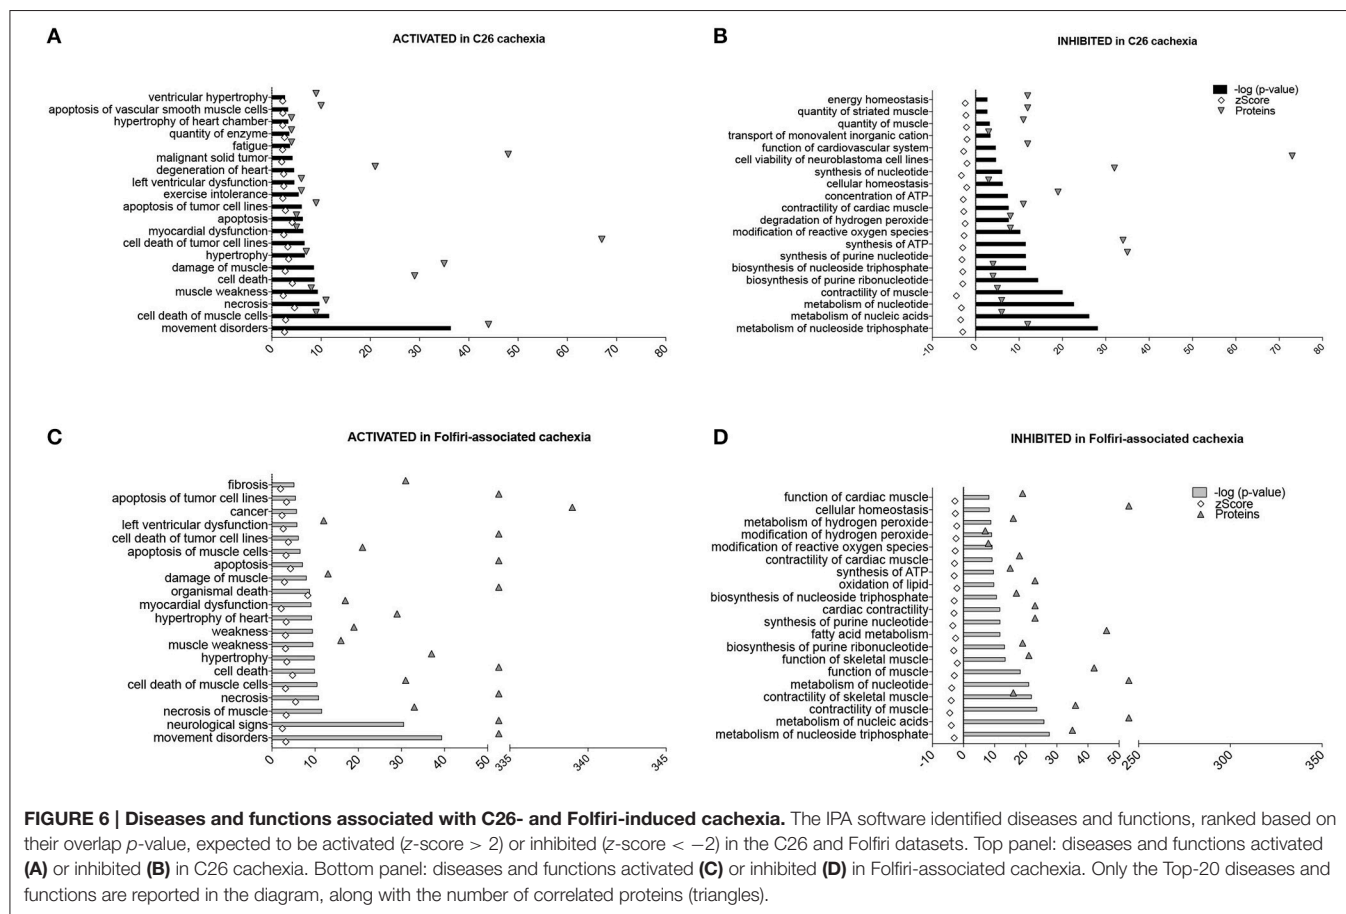 A
ACTIVATED in C26 cachexia
ventricular hypertrophy
apoptosis of vascular smooth muscle cells
hypertrophy of heart chamber
quantity of enzyme
fatigue
malignant solid tumor
degeneration of heart
left ventricular dysfunction
exercise intolerance
apoptosis of tumor cell lines
apoptosis
myocardial dysfunction
cell death of tumor cell lines
hypertrophy
damage of muscle
cell death
muscle weakness
necrosis
cell death of muscle cells
movement disorders
0 10 20 30 40 50 60 70 80
B
INHIBITED in C26 cachexia
-log (p-value)
zScore
Proteins
energy homeostasis
quantity of striated muscle
quantity of muscle
transport of monovalent inorganic cation
function of cardiovascular system
cell viability of neuroblastoma cell lines
synthesis of nucleotide
cellular homeostasis
concentration of ATP
contractility of cardiac muscle
degradation of hydrogen peroxide
modification of reactive oxygen species
synthesis of ATP
synthesis of purine nucleotide
biosynthesis of nucleoside triphosphate
biosynthesis of purine ribonucleotide
contractility of muscle
metabolism of nucleotide
metabolism of nucleic acids
metabolism of nucleoside triphosphate
-10 0 10 20 30 40 50 60 70 80
C
ACTIVATED in Folfiri-associated cachexia
fibrosis
apoptosis of tumor cell lines
cancer
left ventricular dysfunction
cell death of tumor cell lines
apoptosis of muscle cells
apoptosis
damage of muscle
organismal death
myocardial dysfunction
hypertrophy of heart
weakness
muscle weakness
hypertrophy
cell death
cell death of muscle cells
necrosis
necrosis of muscle
neurological signs
movement disorders
0 10 20 30 40 50 335 340 345
D
INHIBITED in Folfiri-associated cachexia
-log (p-value)
zScore
Proteins
function of cardiac muscle
cellular homeostasis
metabolism of hydrogen peroxide
modification of hydrogen peroxide
modification of reactive oxygen species
contractility of cardiac muscle
synthesis of ATP
oxidation of lipid
biosynthesis of nucleoside triphosphate
cardiac contractility
synthesis of purine nucleotide
fatty acid metabolism
biosynthesis of purine ribonucleotide
function of skeletal muscle
function of muscle
metabolism of nucleotide
contractility of skeletal muscle
contractility of muscle
metabolism of nucleic acids
metabolism of nucleoside triphosphate
-10 0 10 20 30 40 50 250 300 350
FIGURE 6 | Diseases and functions associated with C26- and Folfiri-induced cachexia. The IPA software identified diseases and functions, ranked based on
their overlap p-value, expected to be activated (z-score > 2) or inhibited (z-score < −2) in the C26 and Folfiri datasets. Top panel: diseases and functions activated
(A) or inhibited (B) in C26 cachexia. Bottom panel: diseases and functions activated (C) or inhibited (D) in Folfiri-associated cachexia. Only the Top-20 diseases and
functions are reported in the diagram, along with the number of correlated proteins (triangles).